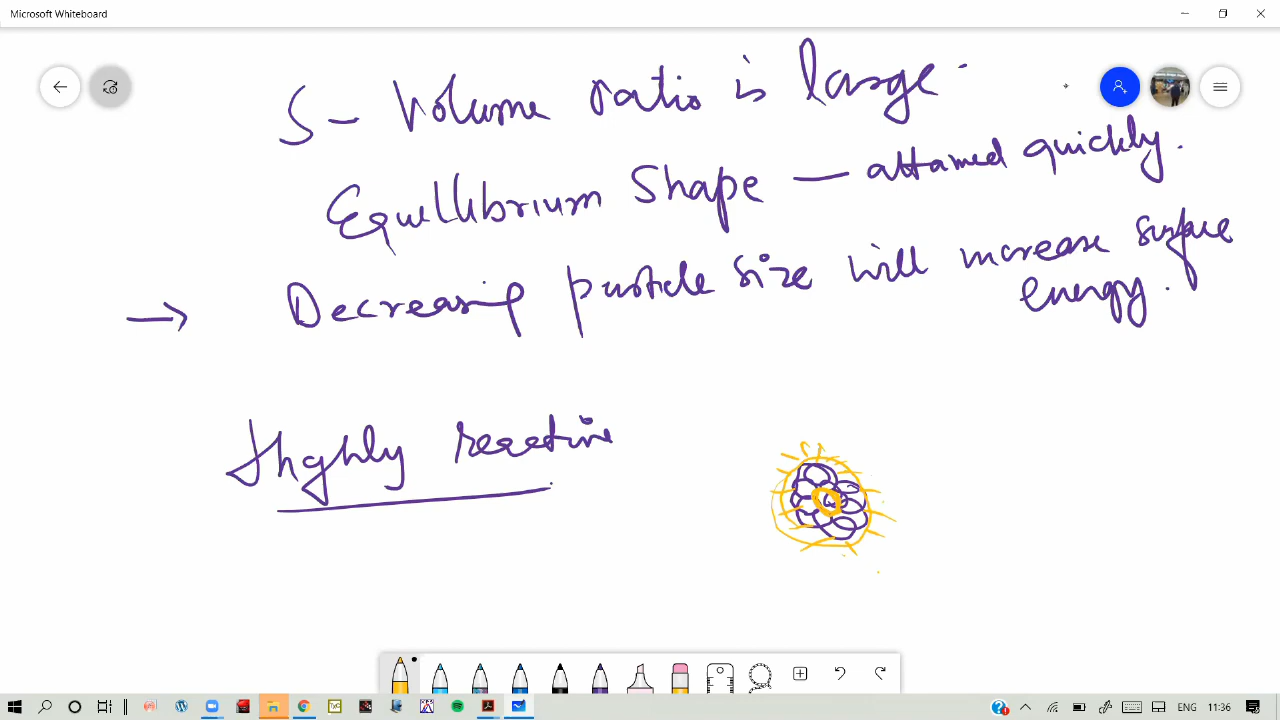 Microsoft Whiteboard
S - Volume ratio is large.
Equillibrium Shape — attained quickly.
→ Decreasing particle size will increase surface
energy.
Highly reactive
ENG 11:36